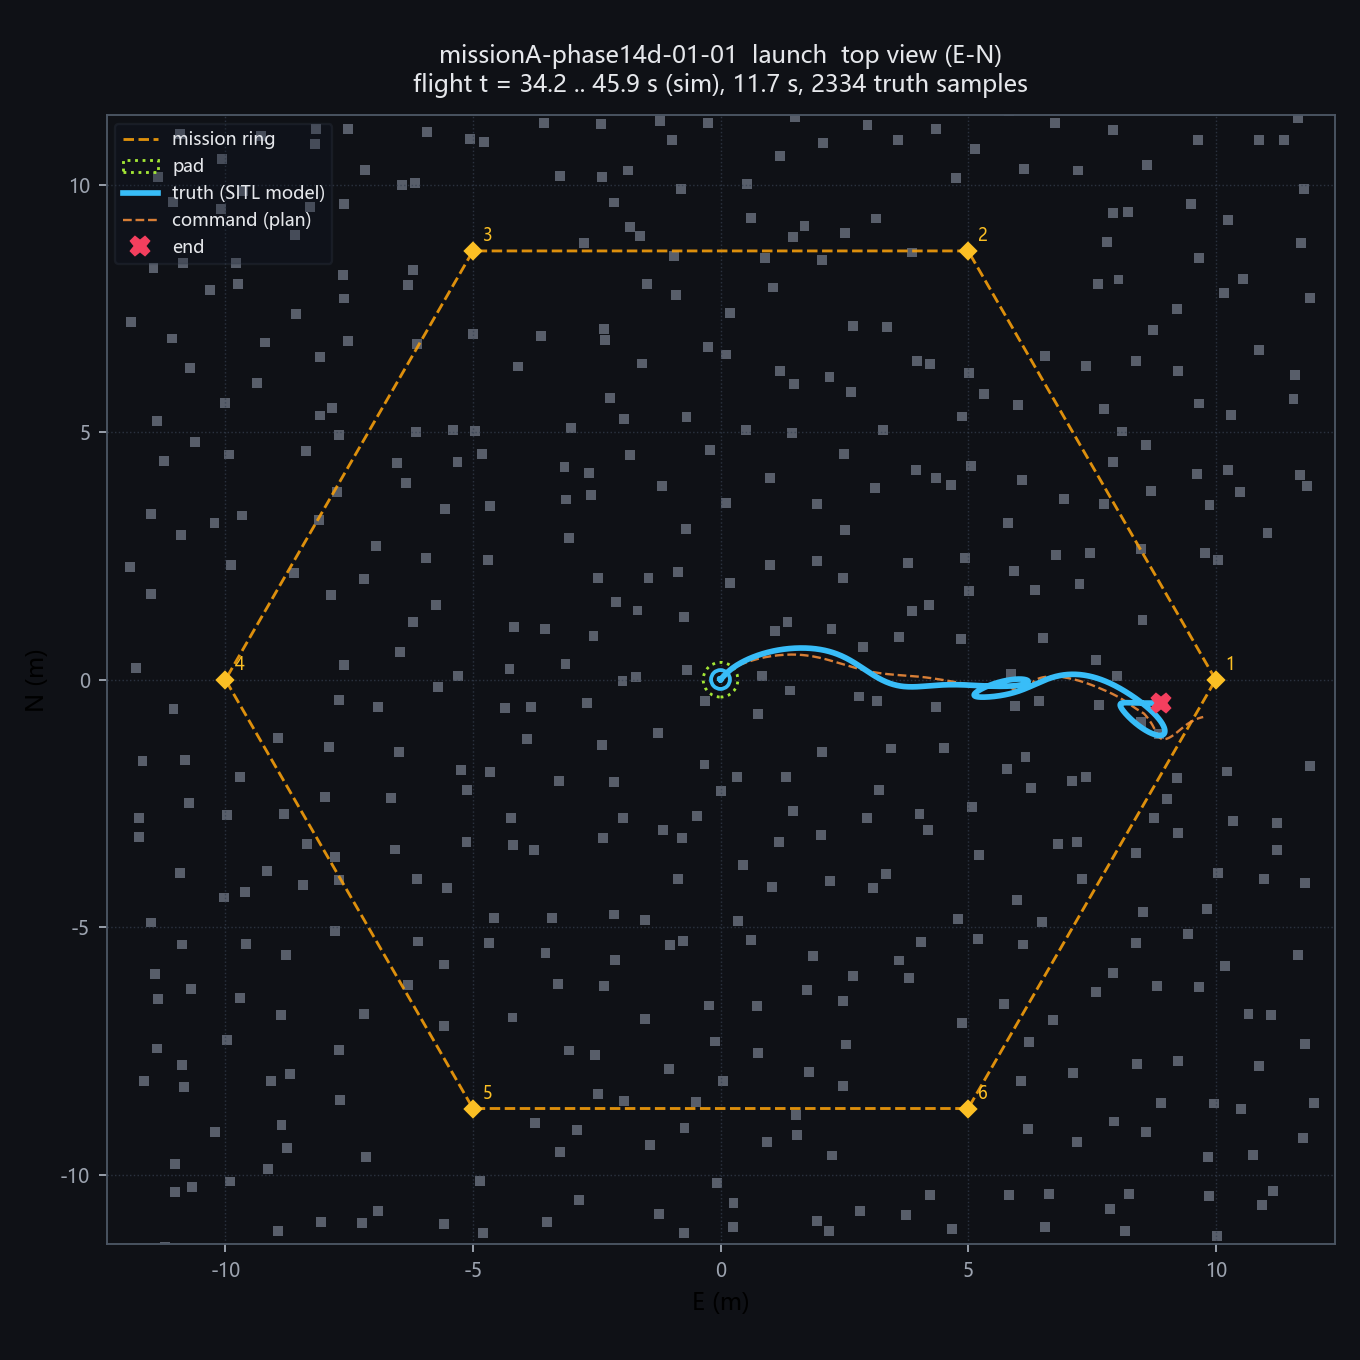 missionA-phase14d-01-01  launch  top view (E-N)
flight t = 34.2 .. 45.9 s (sim), 11.7 s, 2334 truth samples
mission ring
pad
truth (SITL model)
command (plan)
end
3
2
4
1
5
6
10
5
0
-5
-10
N (m)
-10
-5
0
5
10
E (m)